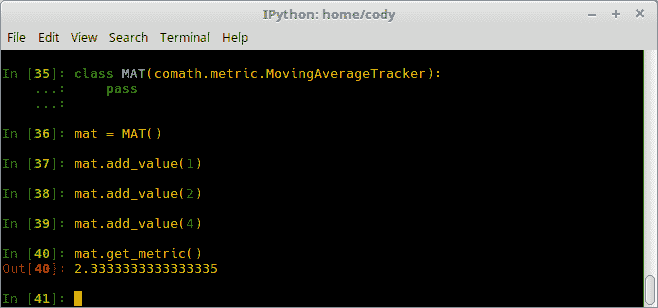 IPython: home/cody
File Edit View Search Terminal Help
In [35]: class MAT(comath.metric.MovingAverageTracker):
   ...:     pass
   ...:
In [36]: mat = MAT()
In [37]: mat.add_value(1)
In [38]: mat.add_value(2)
In [39]: mat.add_value(4)
In [40]: mat.get_metric()
Out[40]: 2.3333333333333335
In [41]: